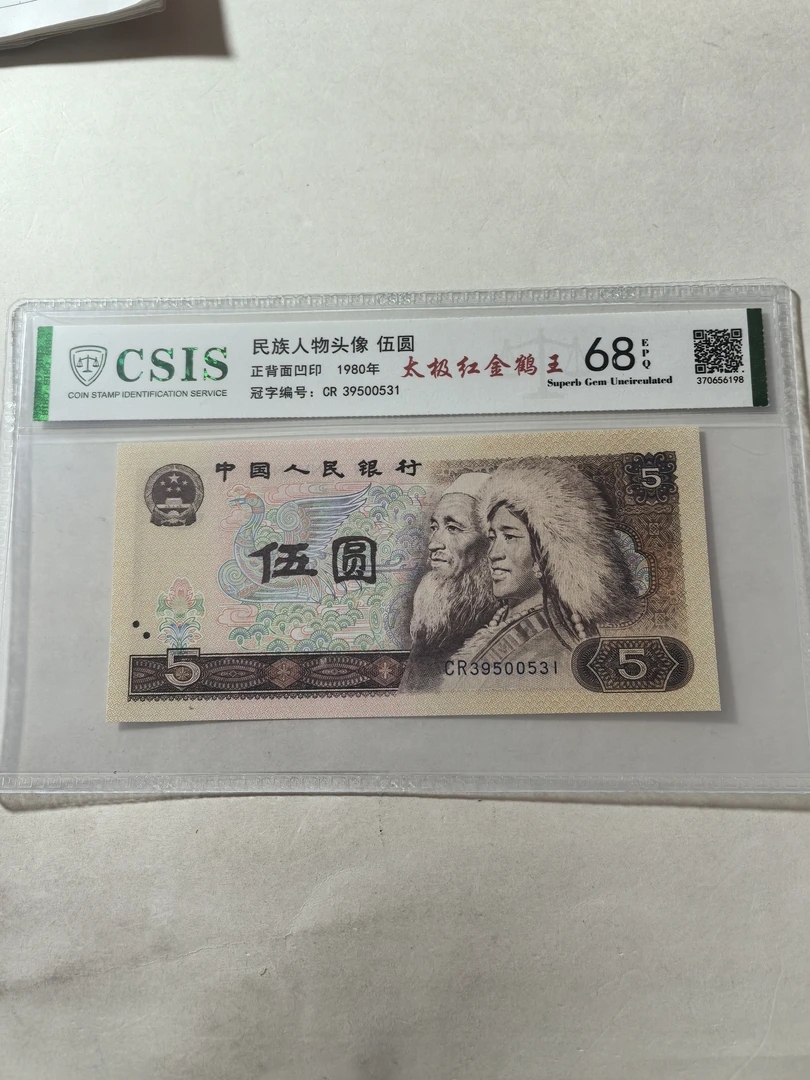 CSIS
COIN STAMP IDENTIFICATION SERVICE
民族人物头像 伍圆
正背面凹印 1980年
冠字编号：CR 39500531
太极红金鹤王
68 EPQ
Superb Gem Uncirculated
370656198
中国人民银行
5
伍圆
5
CR39500531
5